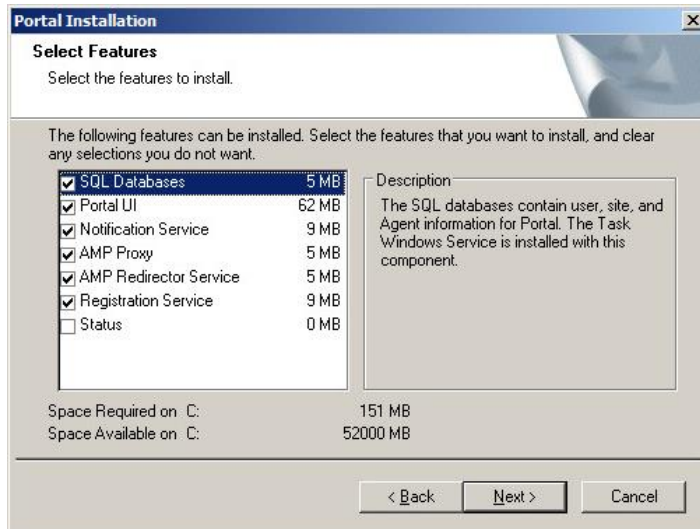 Portal Installation
Select Features
Select the features to install.
The following features can be installed. Select the features that you want to install, and clear
any selections you do not want.
SQL Databases 5 MB
Portal UI 62 MB
Notification Service 9 MB
AMP Proxy 5 MB
AMP Redirector Service 5 MB
Registration Service 9 MB
Status 0 MB
Description
The SQL databases contain user, site, and
Agent information for Portal. The Task
Windows Service is installed with this
component.
Space Required on C: 151 MB
Space Available on C: 52000 MB
< Back Next > Cancel